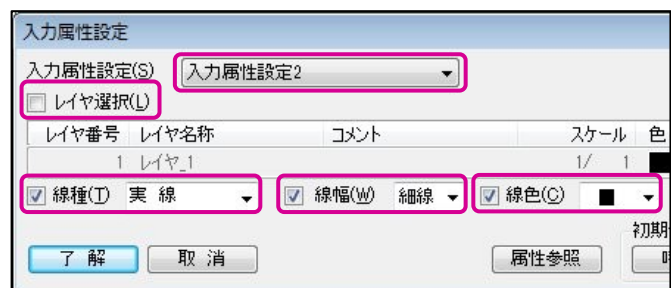 入力属性設定
入力属性設定(S) 入力属性設定2
レイヤ選択(L)
レイヤ番号 レイヤ名称 コメント スケール 色
1 レイヤ_1 1/ 1
線種(T) 実 線 線幅(W) 細線 線色(C)
初期
了 解 取 消 属性参照